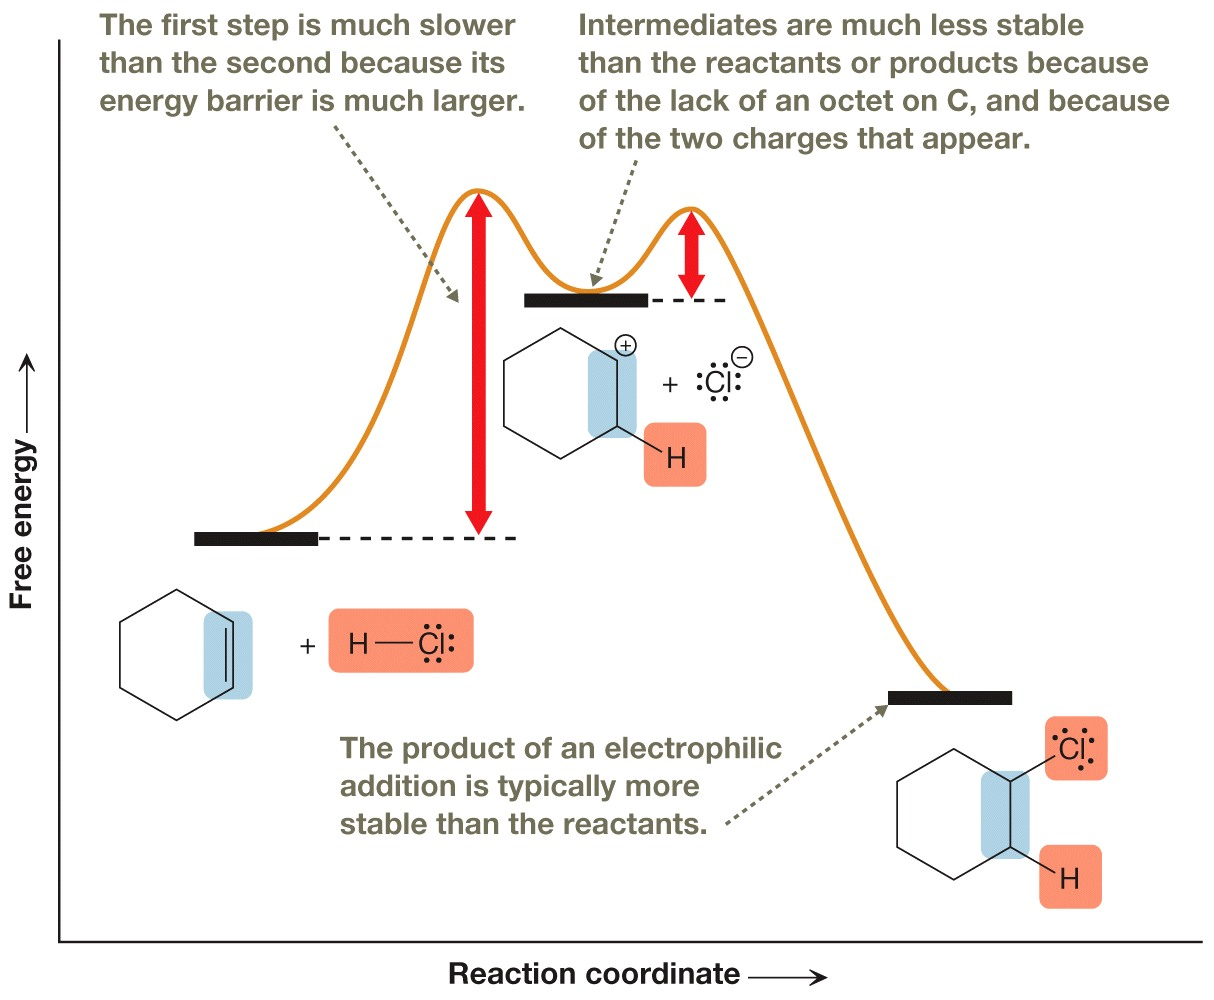 The first step is much slower
than the second because its
energy barrier is much larger.
Intermediates are much less stable
than the reactants or products because
of the lack of an octet on C, and because
of the two charges that appear.
Free energy
+
+ Cl −
H
+ H Cl
The product of an electrophilic
addition is typically more
stable than the reactants.
Cl
H
Reaction coordinate